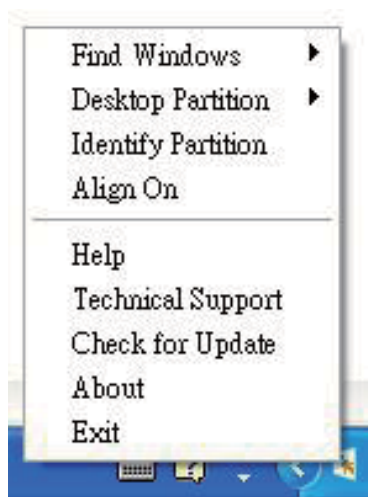 Find Windows
Desktop Partition
Identify Partition
Align On
Help
Technical Support
Check for Update
About
Exit